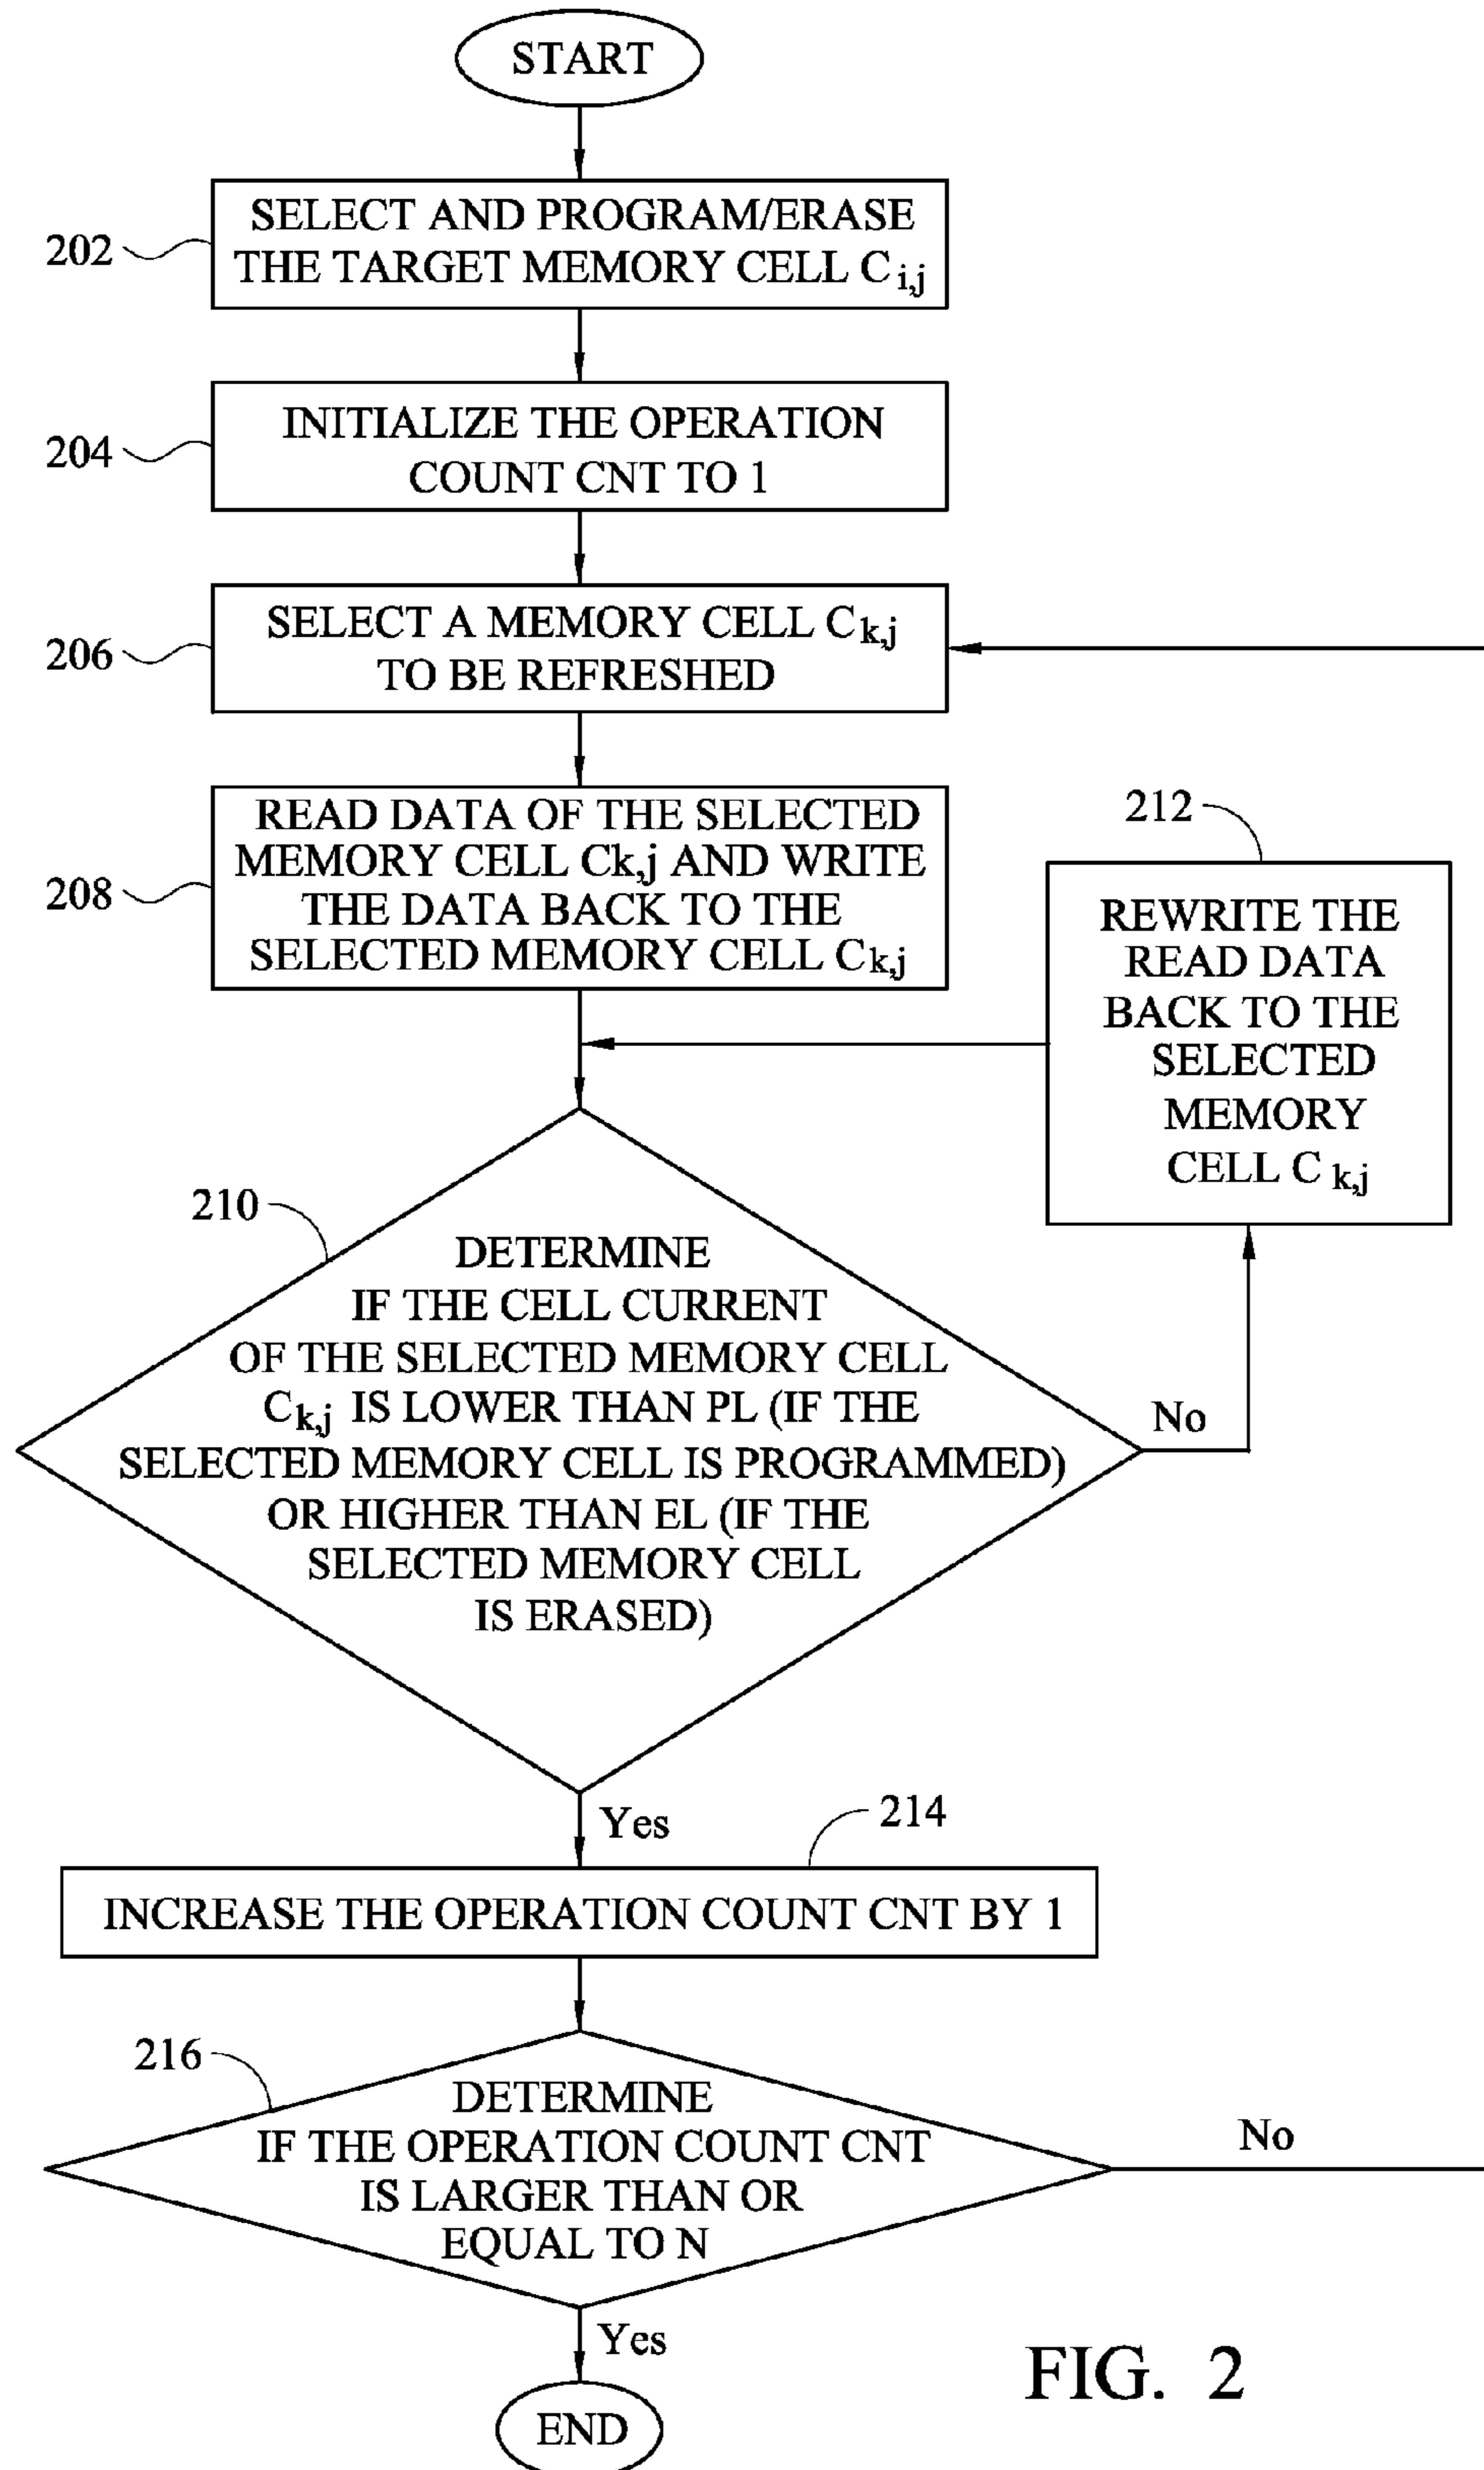 START
202
SELECT AND PROGRAM/ERASE
THE TARGET MEMORY CELL C i,j
204
INITIALIZE THE OPERATION
COUNT CNT TO 1
206
SELECT A MEMORY CELL Ck,j
TO BE REFRESHED
208
READ DATA OF THE SELECTED
MEMORY CELL Ck,j AND WRITE
THE DATA BACK TO THE
SELECTED MEMORY CELL Ck,j
212
REWRITE THE
READ DATA
BACK TO THE
SELECTED
MEMORY
CELL C k,j
210
DETERMINE
IF THE CELL CURRENT
OF THE SELECTED MEMORY CELL
Ck,j IS LOWER THAN PL (IF THE
SELECTED MEMORY CELL IS PROGRAMMED)
OR HIGHER THAN EL (IF THE
SELECTED MEMORY CELL
IS ERASED)
No
Yes
214
INCREASE THE OPERATION COUNT CNT BY 1
216
DETERMINE
IF THE OPERATION COUNT CNT
IS LARGER THAN OR
EQUAL TO N
No
Yes
END
FIG. 2